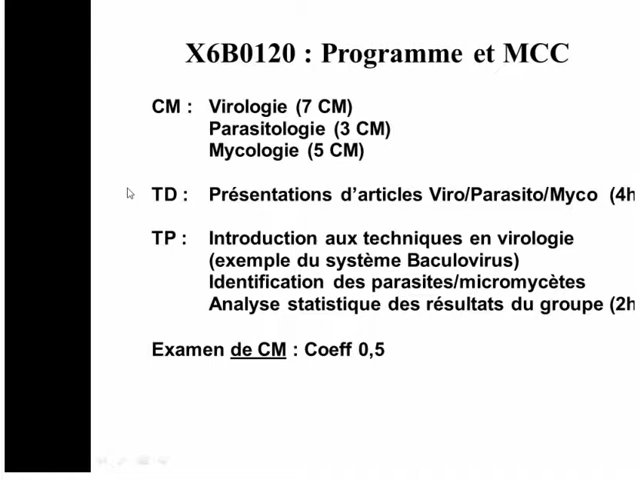 X6B0120 : Programme et MCC
CM : Virologie (7 CM)
Parasitologie (3 CM)
Mycologie (5 CM)
TD : Présentations d’articles Viro/Parasito/Myco (4h
TP : Introduction aux techniques en virologie
(exemple du système Baculovirus)
Identification des parasites/micromycètes
Analyse statistique des résultats du groupe (2h
Examen de CM : Coeff 0,5